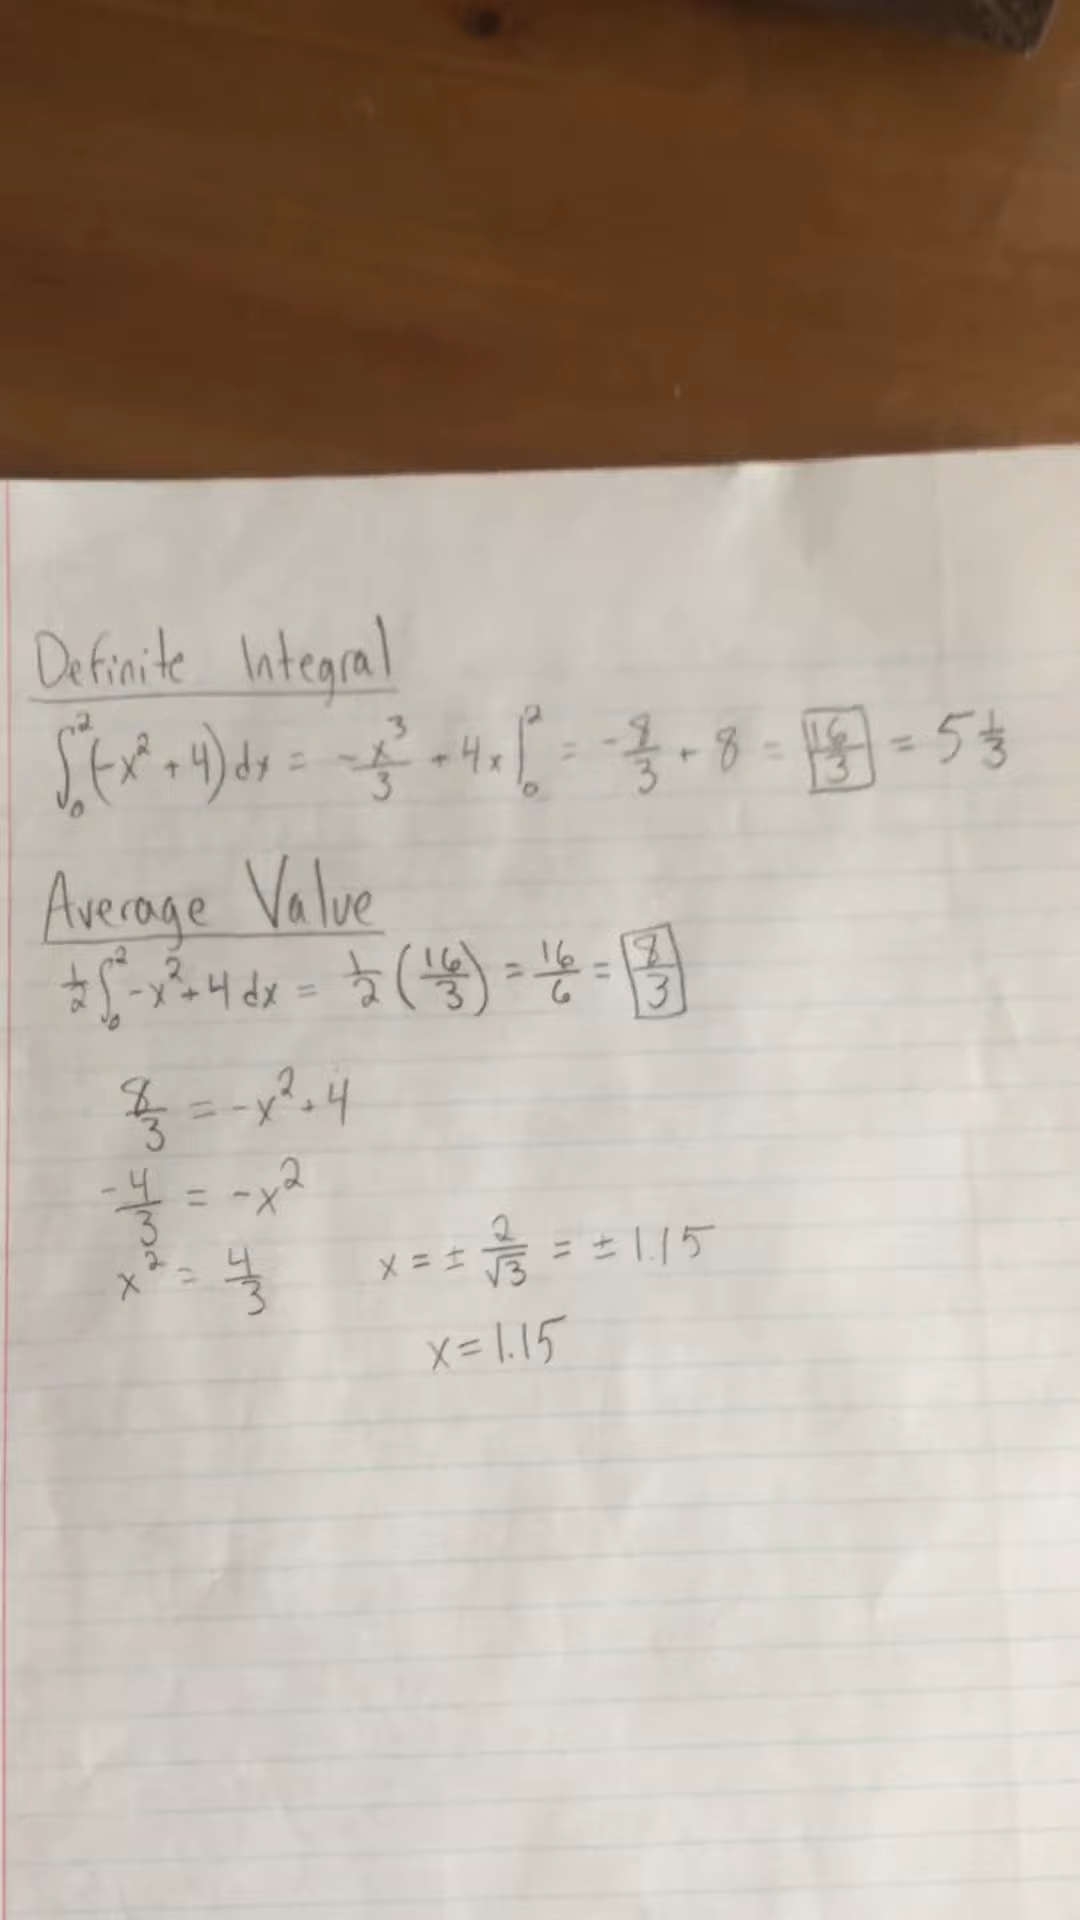 Definite Integral
∫₀² (-x² + 4) dx = -x³/3 + 4x |₀² = -8/3 + 8 = 16/3 = 5 1/3
Average Value
1/2 ∫₀² -x² + 4 dx = 1/2 (16/3) = 16/6 = 8/3
8/3 = -x² + 4
-4/3 = -x²
x² = 4/3 x = ± 2/√3 = ± 1.15
x = 1.15